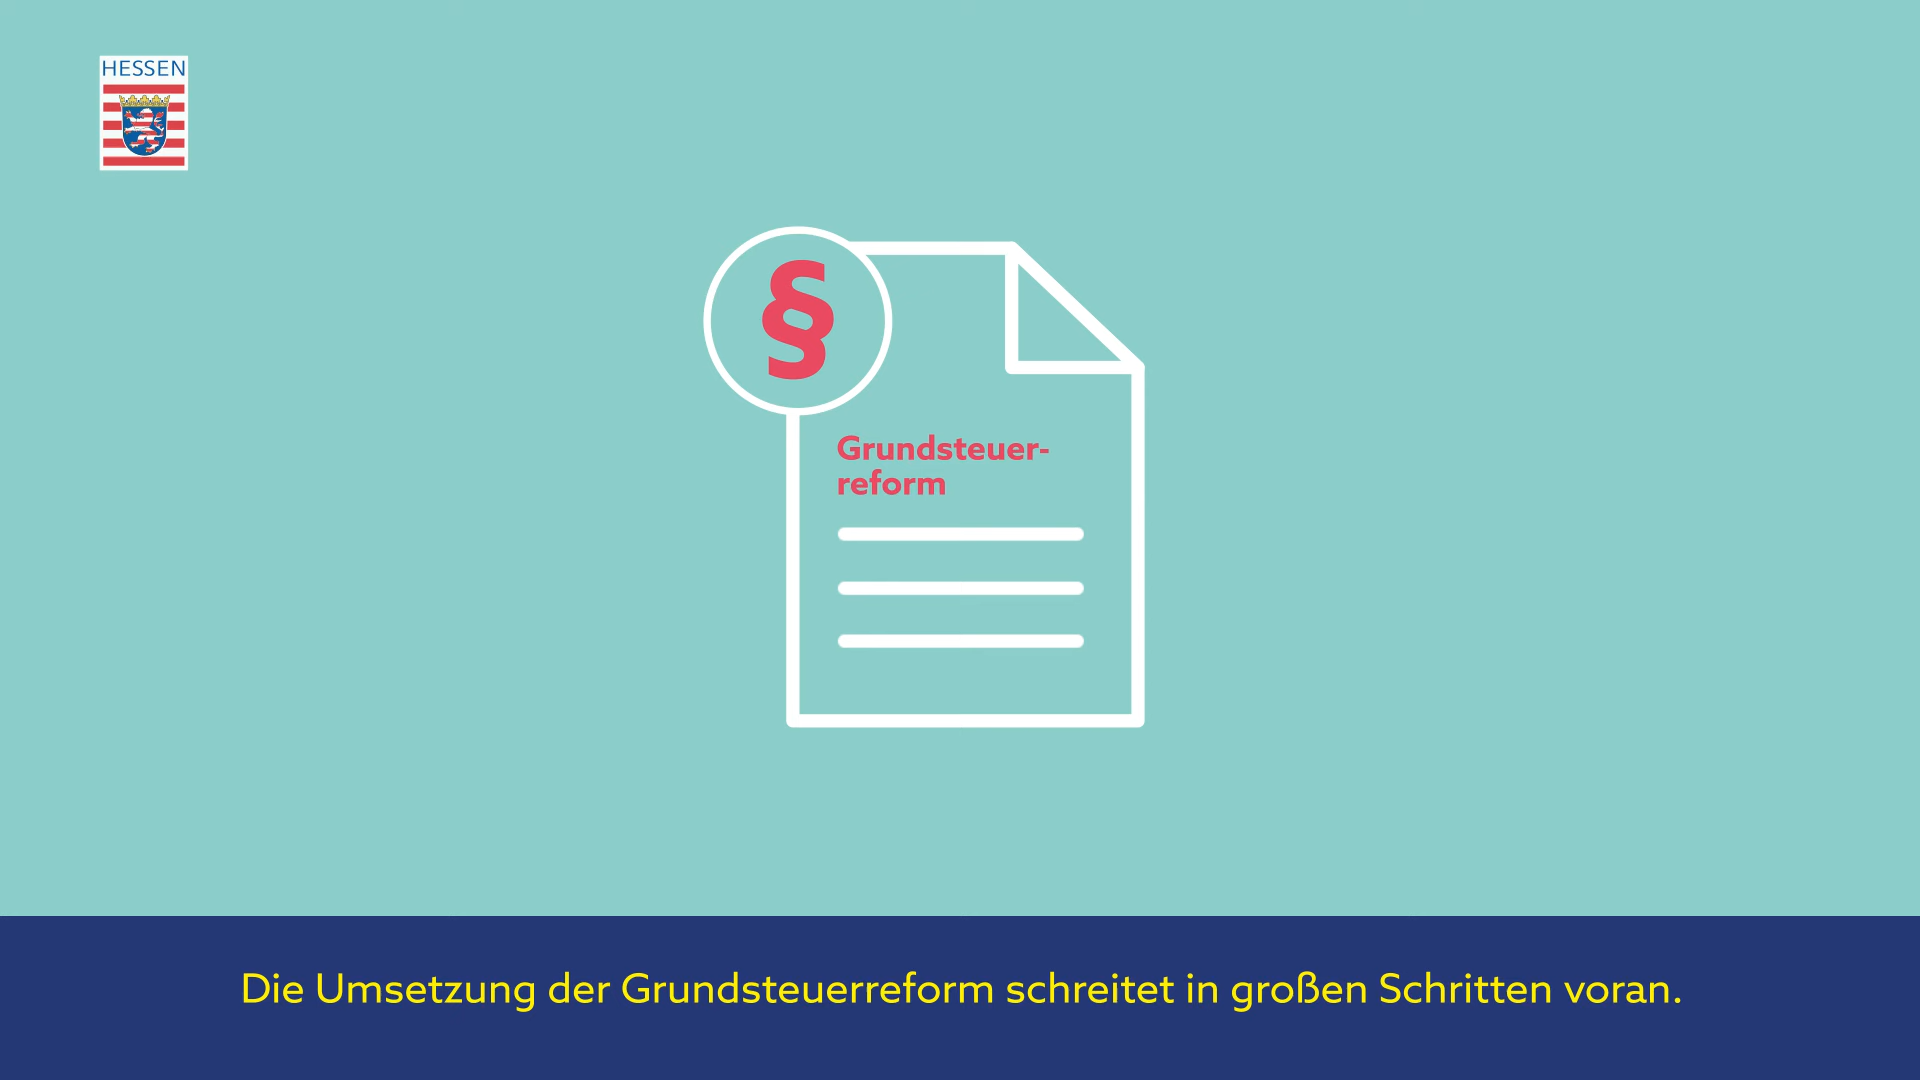 HESSEN
§
Grundsteuer-
reform
Die Umsetzung der Grundsteuerreform schreitet in großen Schritten voran.